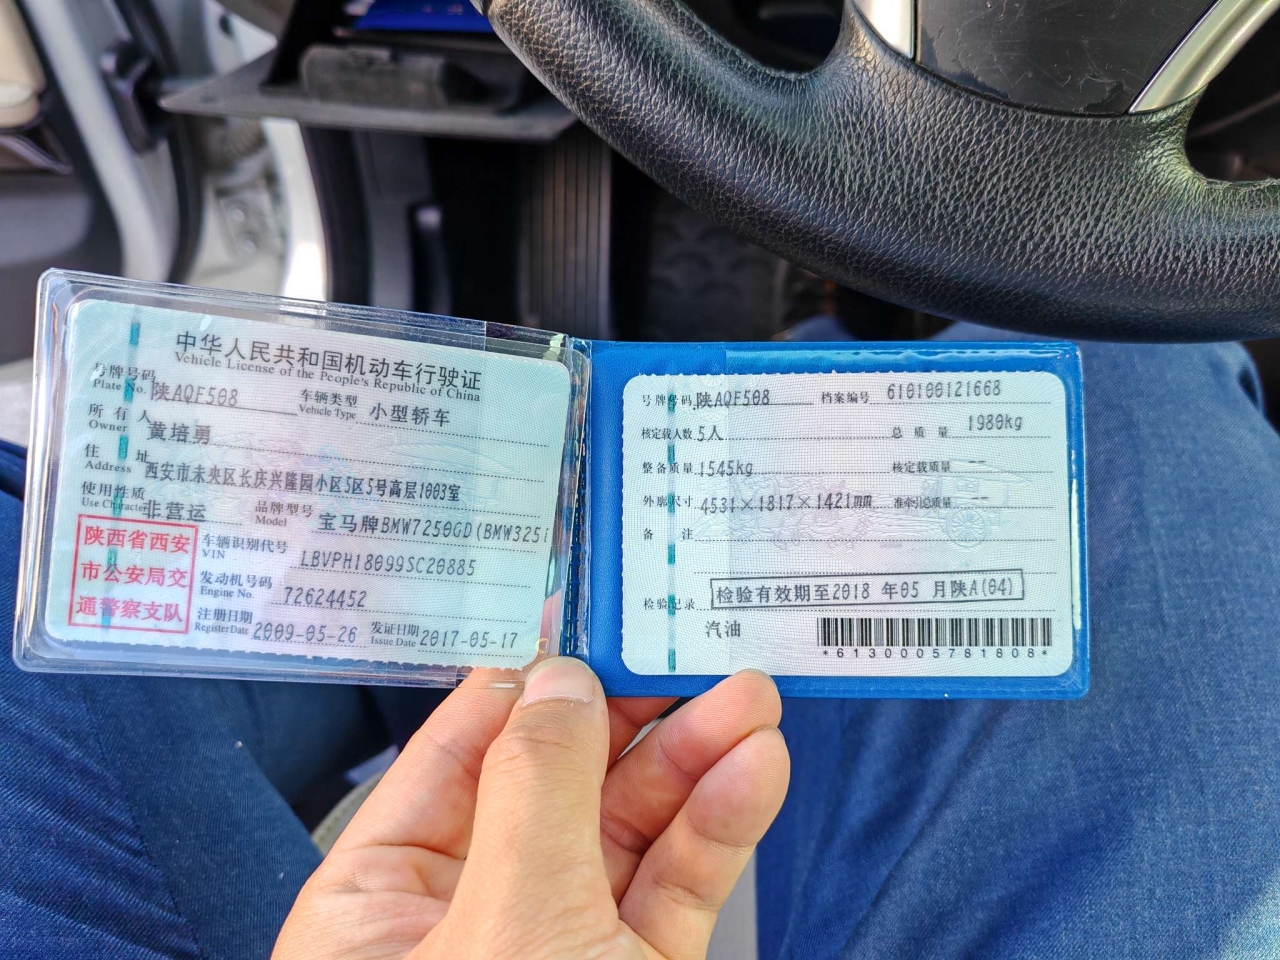 中华人民共和国机动车行驶证
Vehicle License of the People's Republic of China
号牌号码 陕AQF508 车辆类型 小型轿车
Plate No. Vehicle Type
所有人 黄培勇
Owner
住址 西安市未央区长庆兴隆园小区5区5号高层1003室
Address
使用性质 非营运 品牌型号 宝马牌BMW7250GD(BMW325i
Use Character Model
陕西省西安
市公安局交
通警察支队
车辆识别代号 LBVPH18099SC20885
VIN
发动机号码 72624452
Engine No.
注册日期 2009-05-26 发证日期 2017-05-17
Register Date Issue Date
号牌号码 陕AQF508 档案编号 610100121668
核定载人数 5人 总质量 1980kg
整备质量 1545kg 核定载质量 --
外廓尺寸 4531×1817×1421mm 准牵引总质量 --
备注
检验记录 检验有效期至2018 年05 月陕A(04)
汽油
*6130005781808*